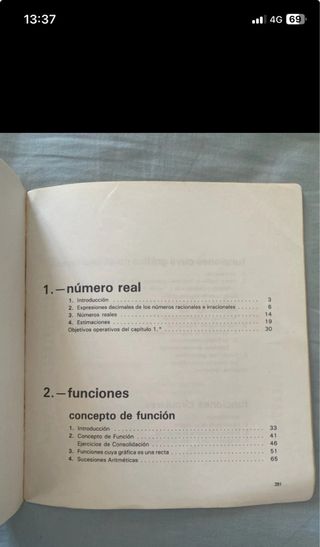 13:37
4G
69
1.—número real
1. Introducción ........................................ 3
2. Expresiones decimales de los números racionales e irracionales ........ 6
3. Números reales ........................................ 14
4. Estimaciones ........................................ 19
Objetivos operativos del capítulo 1.° ........................................ 30
2.—funciones
concepto de función
1. Introducción ........................................ 33
2. Concepto de Función ........................................ 41
Ejercicios de Consolidación ........................................ 46
3. Funciones cuya gráfica es una recta ........................................ 51
4. Sucesiones Aritméticas ........................................ 65
281